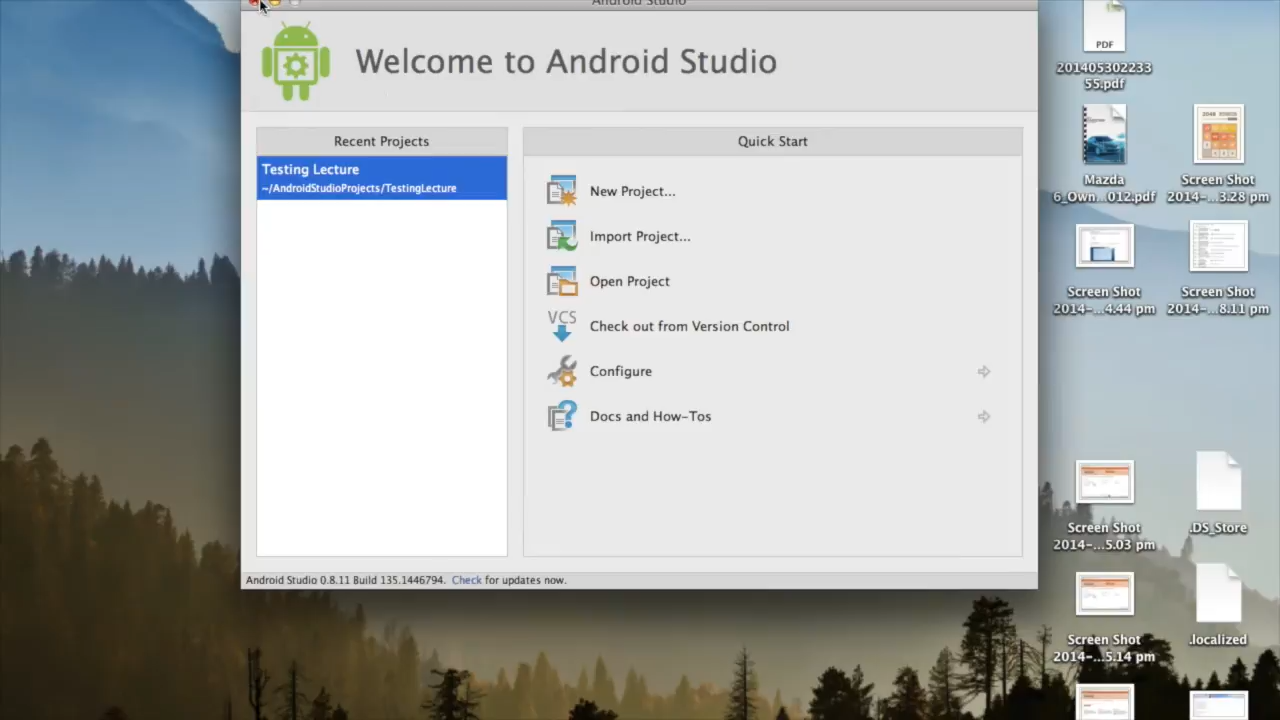 Android Studio
Welcome to Android Studio
Recent Projects
Testing Lecture
~/AndroidStudioProjects/TestingLecture
Quick Start
New Project...
Import Project...
Open Project
VCS
Check out from Version Control
Configure
Docs and How-Tos
Android Studio 0.8.11 Build 135.1446794. Check for updates now.
PDF
201405302233
55.pdf
Mazda
6_Own...012.pdf
2048
Screen Shot
2014-...3.28 pm
Screen Shot
2014-...4.44 pm
Screen Shot
2014-...8.11 pm
Screen Shot
2014-...5.03 pm
.DS_Store
Screen Shot
2014-...5.14 pm
.localized